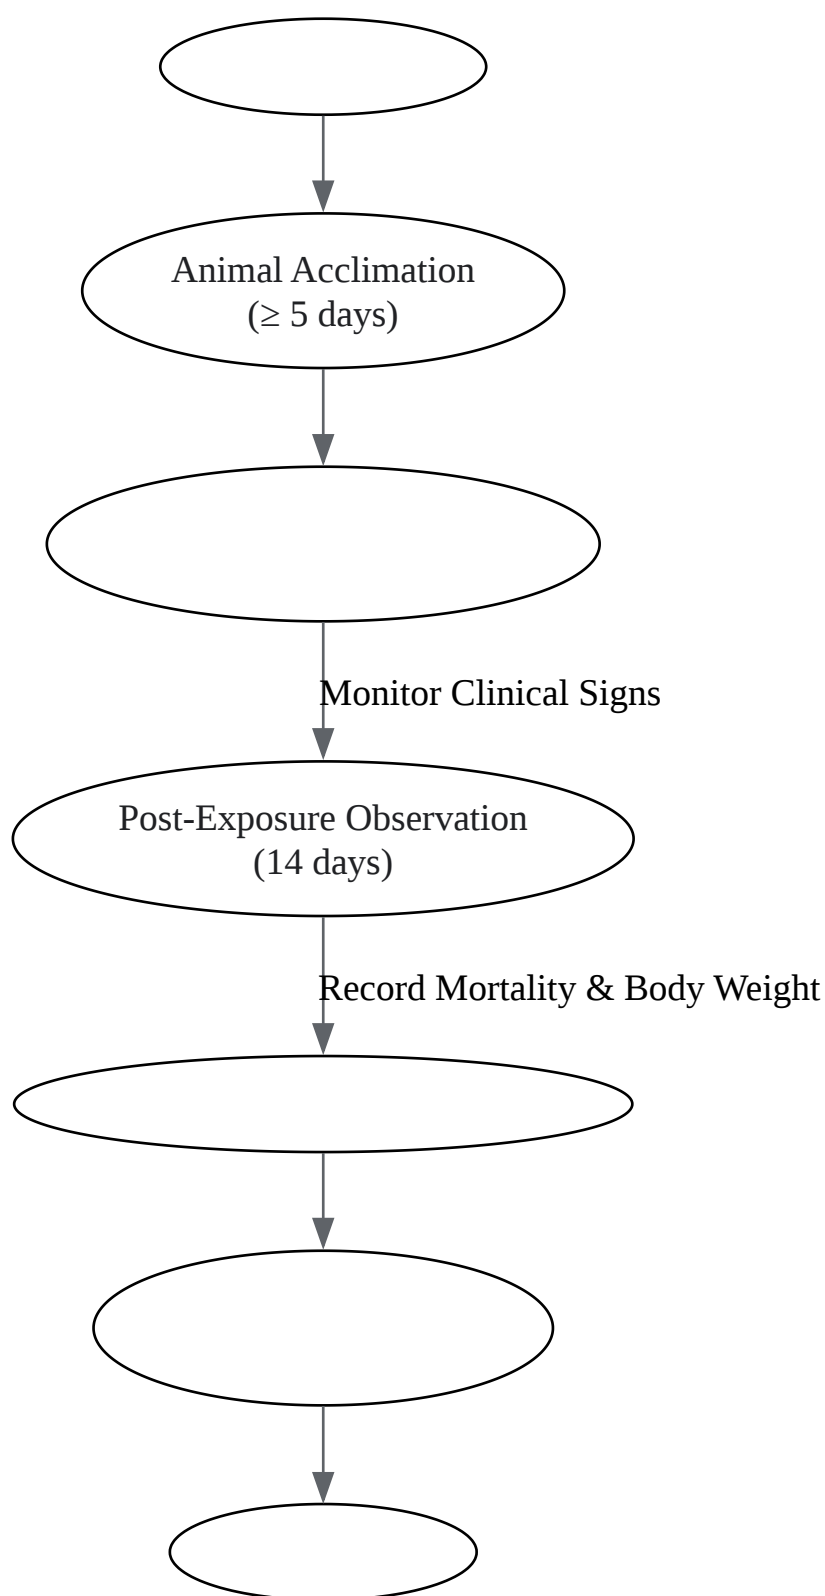 Animal Acclimation
(≥ 5 days)
Monitor Clinical Signs
Post-Exposure Observation
(14 days)
Record Mortality & Body Weight